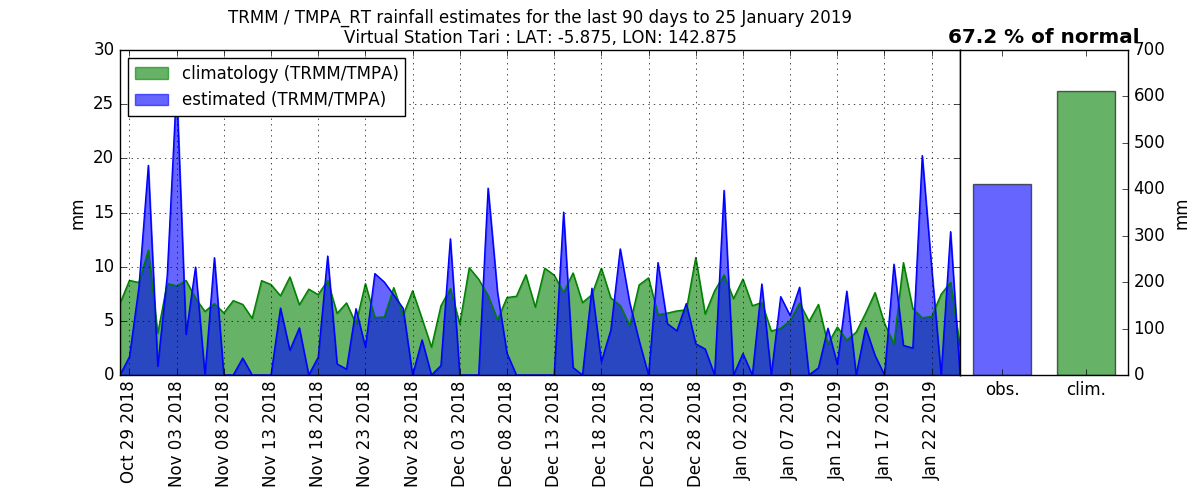 TRMM / TMPA_RT rainfall estimates for the last 90 days to 25 January 2019
Virtual Station Tari : LAT: -5.875, LON: 142.875
67.2 % of normal
climatology (TRMM/TMPA)
estimated (TRMM/TMPA)
30
25
20
15
10
5
0
mm
Oct 29 2018
Nov 03 2018
Nov 08 2018
Nov 13 2018
Nov 18 2018
Nov 23 2018
Nov 28 2018
Dec 03 2018
Dec 08 2018
Dec 13 2018
Dec 18 2018
Dec 23 2018
Dec 28 2018
Jan 02 2019
Jan 07 2019
Jan 12 2019
Jan 17 2019
Jan 22 2019
obs.
clim.
700
600
500
400
300
200
100
0
mm